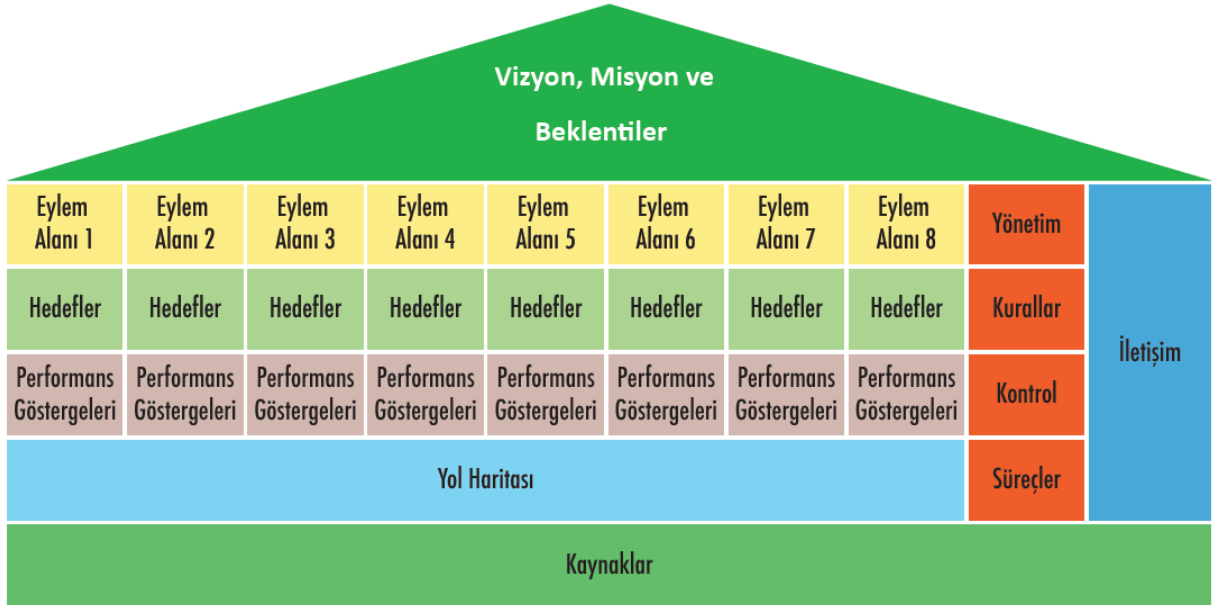 Vizyon, Misyon ve
Beklentiler
Eylem
Alanı 1
Eylem
Alanı 2
Eylem
Alanı 3
Eylem
Alanı 4
Eylem
Alanı 5
Eylem
Alanı 6
Eylem
Alanı 7
Eylem
Alanı 8
Yönetim
Hedefler
Hedefler
Hedefler
Hedefler
Hedefler
Hedefler
Hedefler
Hedefler
Kurallar
İletişim
Performans
Göstergeleri
Performans
Göstergeleri
Performans
Göstergeleri
Performans
Göstergeleri
Performans
Göstergeleri
Performans
Göstergeleri
Performans
Göstergeleri
Performans
Göstergeleri
Kontrol
Yol Haritası
Süreçler
Kaynaklar